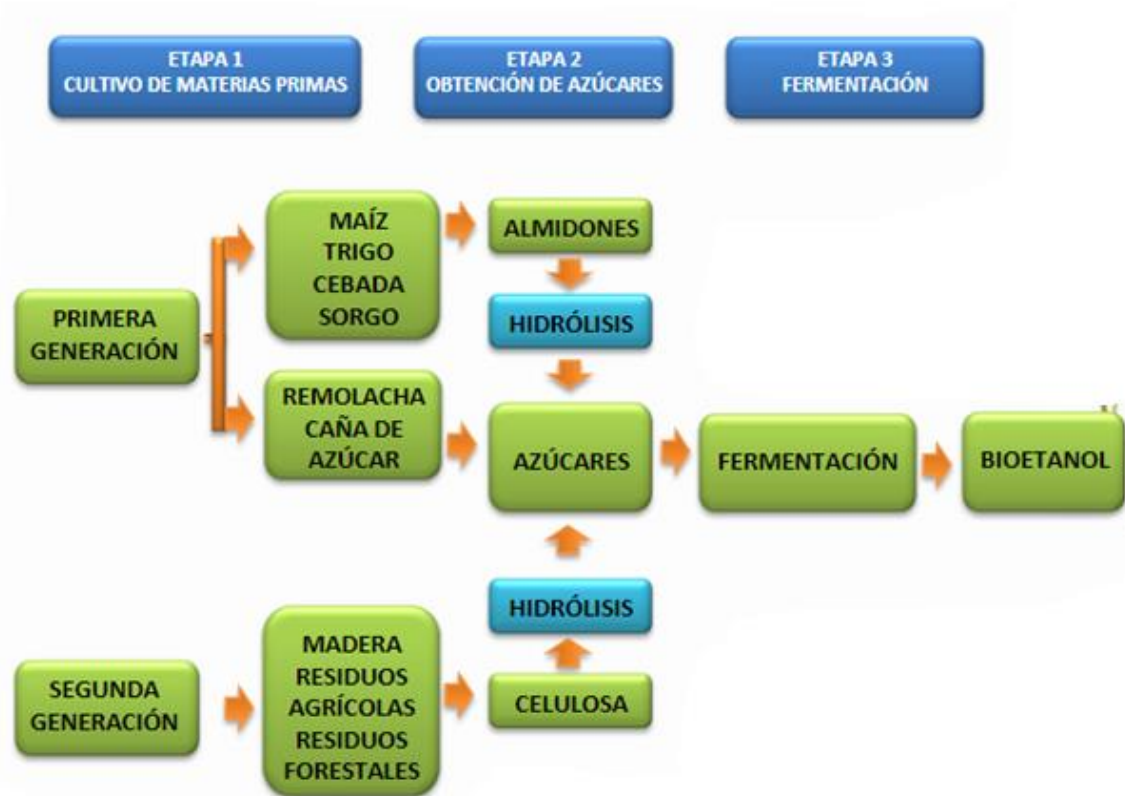 ETAPA 1
CULTIVO DE MATERIAS PRIMAS
ETAPA 2
OBTENCIÓN DE AZÚCARES
ETAPA 3
FERMENTACIÓN
PRIMERA
GENERACIÓN
MAÍZ
TRIGO
CEBADA
SORGO
ALMIDONES
HIDRÓLISIS
REMOLACHA
CAÑA DE
AZÚCAR
AZÚCARES
FERMENTACIÓN
BIOETANOL
SEGUNDA
GENERACIÓN
MADERA
RESIDUOS
AGRÍCOLAS
RESIDUOS
FORESTALES
HIDRÓLISIS
CELULOSA